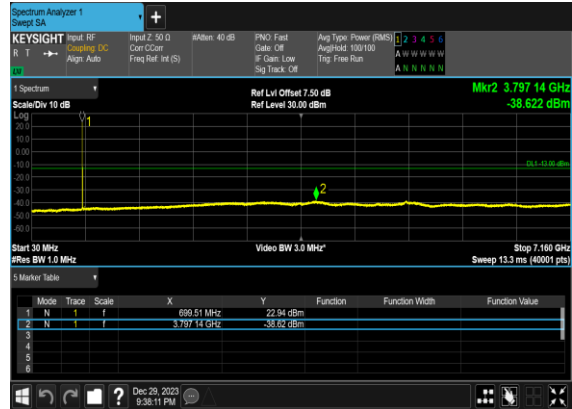 Spectrum Analyzer 1
Swept SA
+
KEYSIGHT Input: RF Input Z: 50 Ω #Atten: 40 dB PNO: Fast Avg Type: Power (RMS) 1 2 3 4 5 6
R T Coupling: DC Corr CCorr Gate: Off Avg|Hold: 100/100 A W W W W W
Align: Auto Freq Ref: Int (S) IF Gain: Low Trig: Free Run
Sig Track: Off A N N N N N
1 Spectrum Ref Lvl Offset 7.50 dB Mkr2 3.797 14 GHz
Scale/Div 10 dB Ref Level 30.00 dBm -38.622 dBm
Log
1
20.0
10.0
0.00
-10.0
DL1 -13.00 dBm
-20.0
-30.0
2
-40.0
-50.0
-60.0
Start 30 MHz Video BW 3.0 MHz* Stop 7.160 GHz
#Res BW 1.0 MHz Sweep 13.3 ms (40001 pts)
5 Marker Table
Mode Trace Scale X Y Function Function Width Function Value
1 N 1 f 699.51 MHz 22.94 dBm
2 N 1 f 3.797 14 GHz -38.62 dBm
3
4
5
6
? Dec 29, 2023
9:38:11 PM